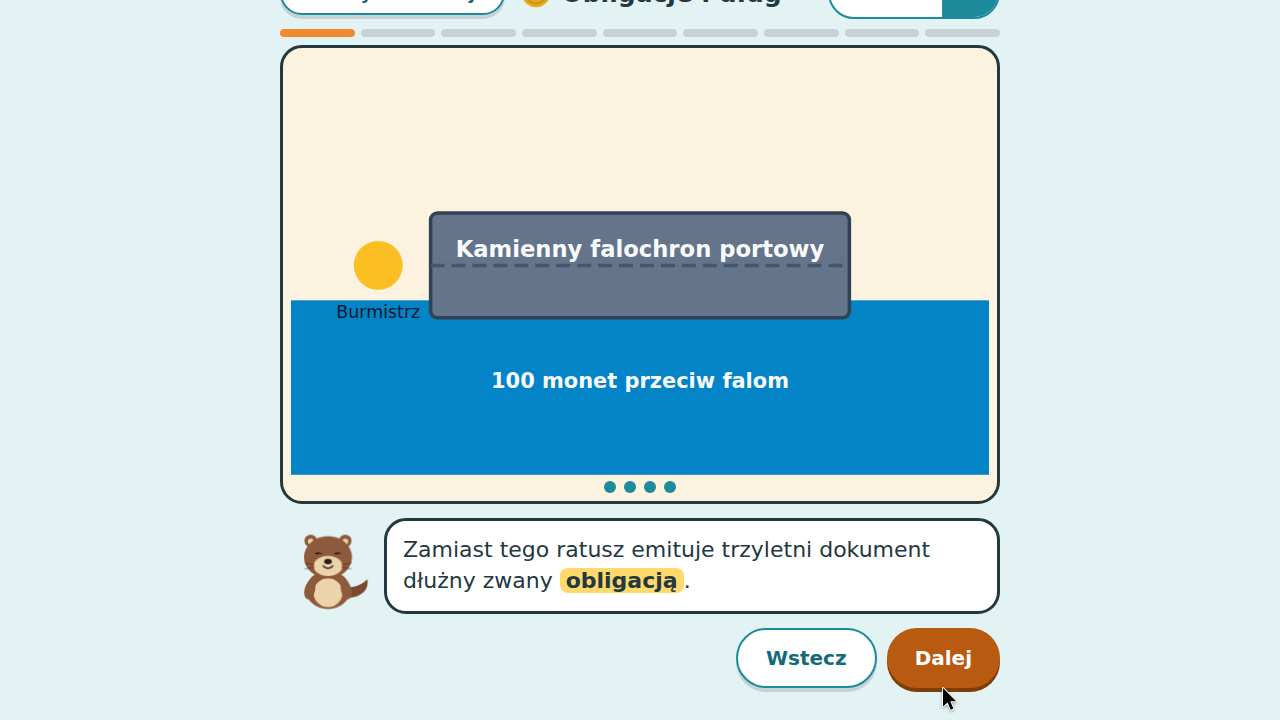 Kamienny falochron portowy
Burmistrz
100 monet przeciw falom
Zamiast tego ratusz emituje trzyletni dokument
dłużny zwany obligacją.
Wstecz
Dalej